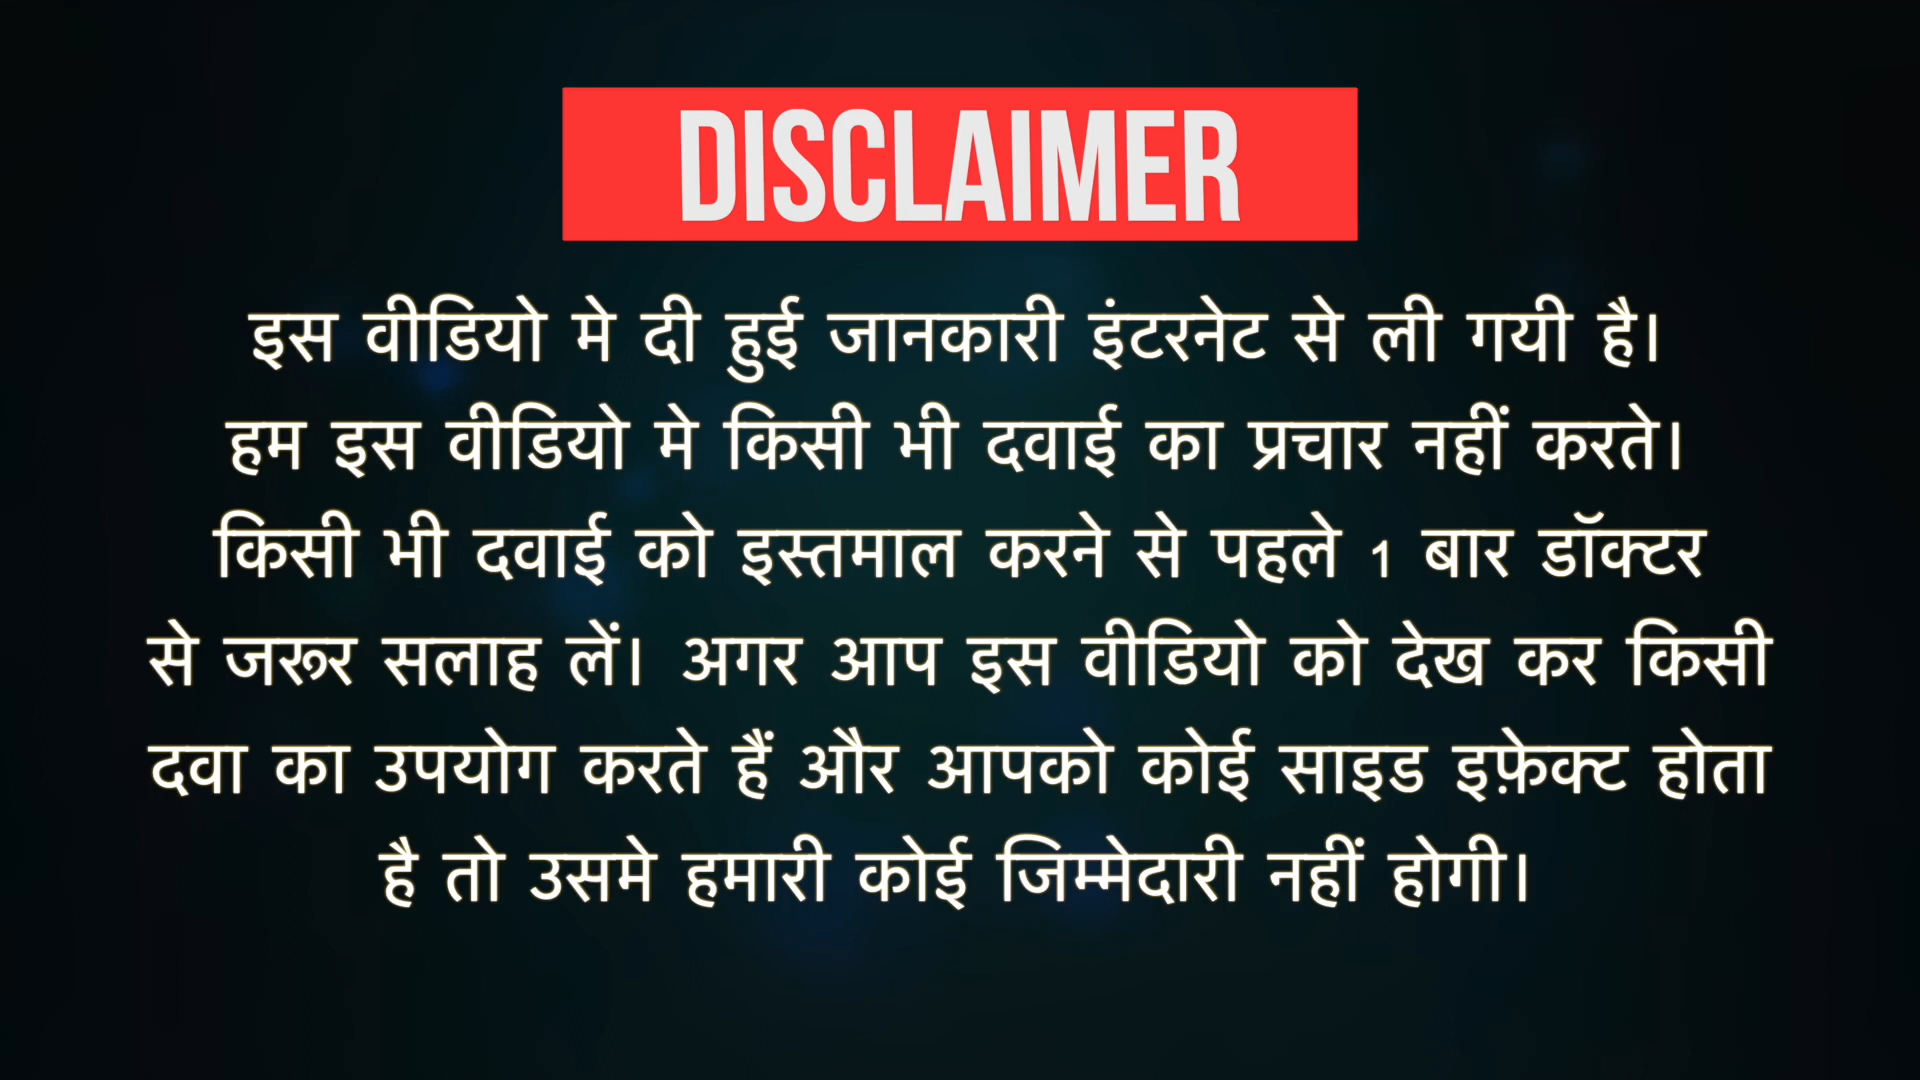 DISCLAIMER
इस वीडियो मे दी हुई जानकारी इंटरनेट से ली गयी है।
हम इस वीडियो मे किसी भी दवाई का प्रचार नहीं करते।
किसी भी दवाई को इस्तमाल करने से पहले 1 बार डॉक्टर
से जरूर सलाह लें। अगर आप इस वीडियो को देख कर किसी
दवा का उपयोग करते हैं और आपको कोई साइड इफ़ेक्ट होता
है तो उसमे हमारी कोई जिम्मेदारी नहीं होगी।